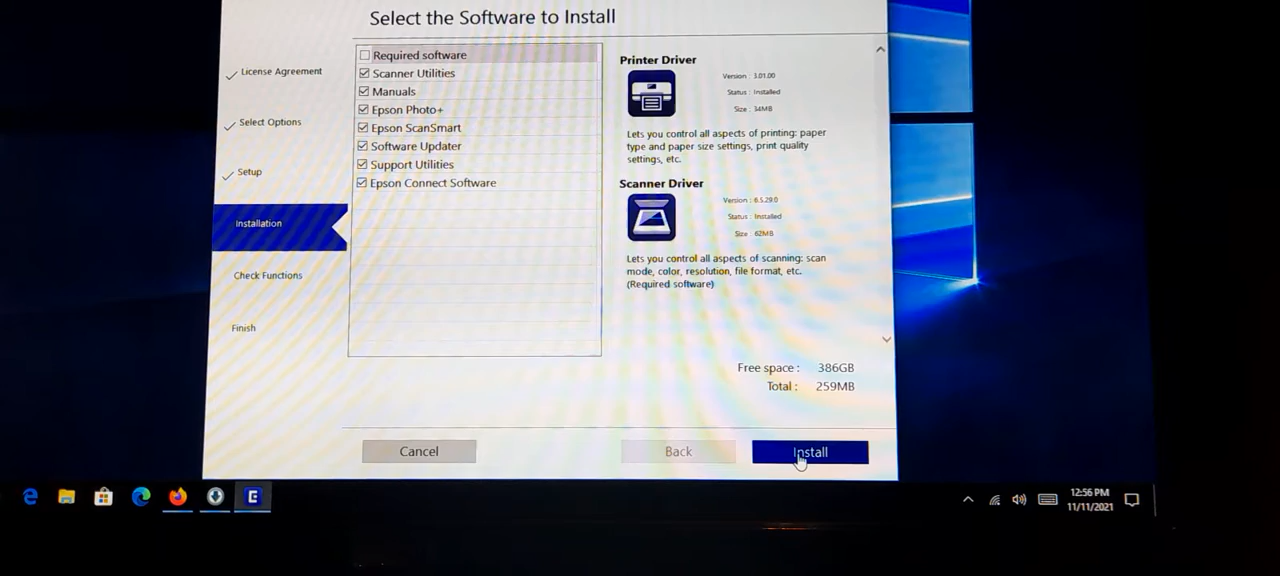 Select the Software to Install
License Agreement
Select Options
Setup
Installation
Check Functions
Finish
Required software
Scanner Utilities
Manuals
Epson Photo+
Epson ScanSmart
Software Updater
Support Utilities
Epson Connect Software
Printer Driver
Version : 3.01.00
Status : Installed
Size : 34MB
Lets you control all aspects of printing: paper
type and paper size settings, print quality
settings, etc.
Scanner Driver
Version : 6.5.29.0
Status : Installed
Size : 62MB
Lets you control all aspects of scanning: scan
mode, color, resolution, file format, etc.
(Required software)
Free space : 386GB
Total : 259MB
Cancel
Back
Install
E
12:56 PM
11/11/2021